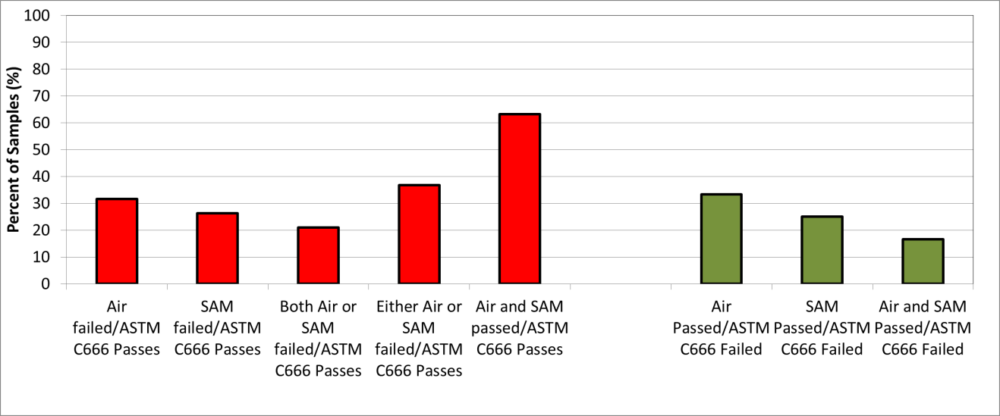 Percent of Samples (%)
100
90
80
70
60
50
40
30
20
10
0
Air
failed/ASTM
C666 Passes
SAM
failed/ASTM
C666 Passes
Both Air or
SAM
failed/ASTM
C666 Passes
Either Air or
SAM
failed/ASTM
C666 Passes
Air and SAM
passed/ASTM
C666 Passes
Air
Passed/ASTM
C666 Failed
SAM
Passed/ASTM
C666 Failed
Air and SAM
Passed/ASTM
C666 Failed